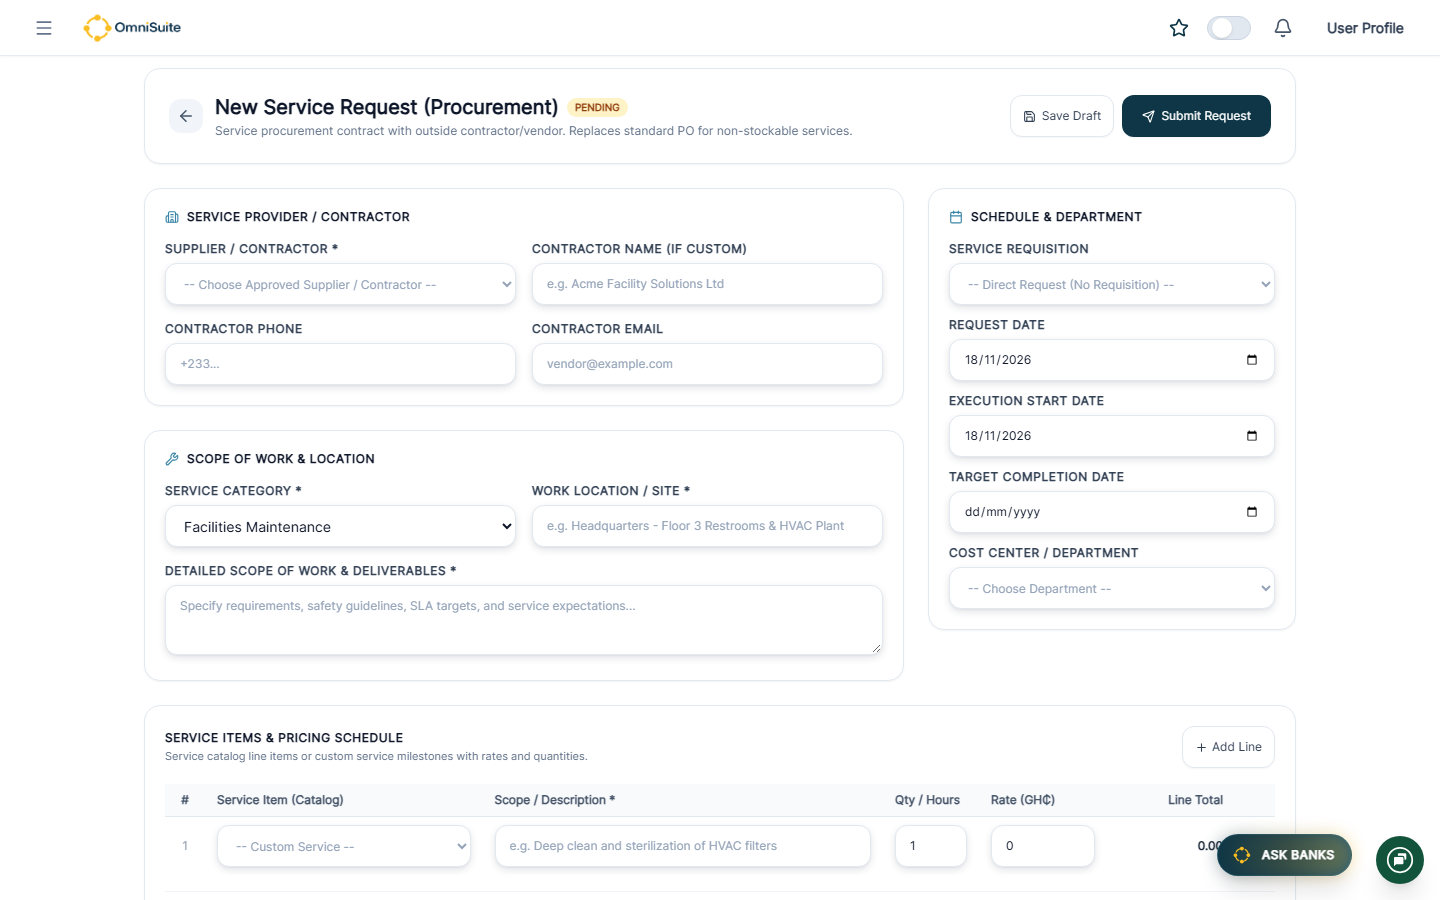 OmniSuite
User Profile
New Service Request (Procurement)
PENDING
Service procurement contract with outside contractor/vendor. Replaces standard PO for non-stockable services.
Save Draft
Submit Request
SERVICE PROVIDER / CONTRACTOR
SUPPLIER / CONTRACTOR *
CONTRACTOR NAME (IF CUSTOM)
-- Choose Approved Supplier / Contractor --
e.g. Acme Facility Solutions Ltd
CONTRACTOR PHONE
CONTRACTOR EMAIL
+233...
vendor@example.com
SCHEDULE & DEPARTMENT
SERVICE REQUISITION
-- Direct Request (No Requisition) --
REQUEST DATE
18/11/2026
EXECUTION START DATE
18/11/2026
TARGET COMPLETION DATE
dd/mm/yyyy
COST CENTER / DEPARTMENT
-- Choose Department --
SCOPE OF WORK & LOCATION
SERVICE CATEGORY *
WORK LOCATION / SITE *
Facilities Maintenance
e.g. Headquarters - Floor 3 Restrooms & HVAC Plant
DETAILED SCOPE OF WORK & DELIVERABLES *
Specify requirements, safety guidelines, SLA targets, and service expectations...
SERVICE ITEMS & PRICING SCHEDULE
Service catalog line items or custom service milestones with rates and quantities.
Add Line
# Service Item (Catalog) Scope / Description * Qty / Hours Rate (GH₵) Line Total
1 -- Custom Service -- e.g. Deep clean and sterilization of HVAC filters 1 0 0.00
ASK BANKS